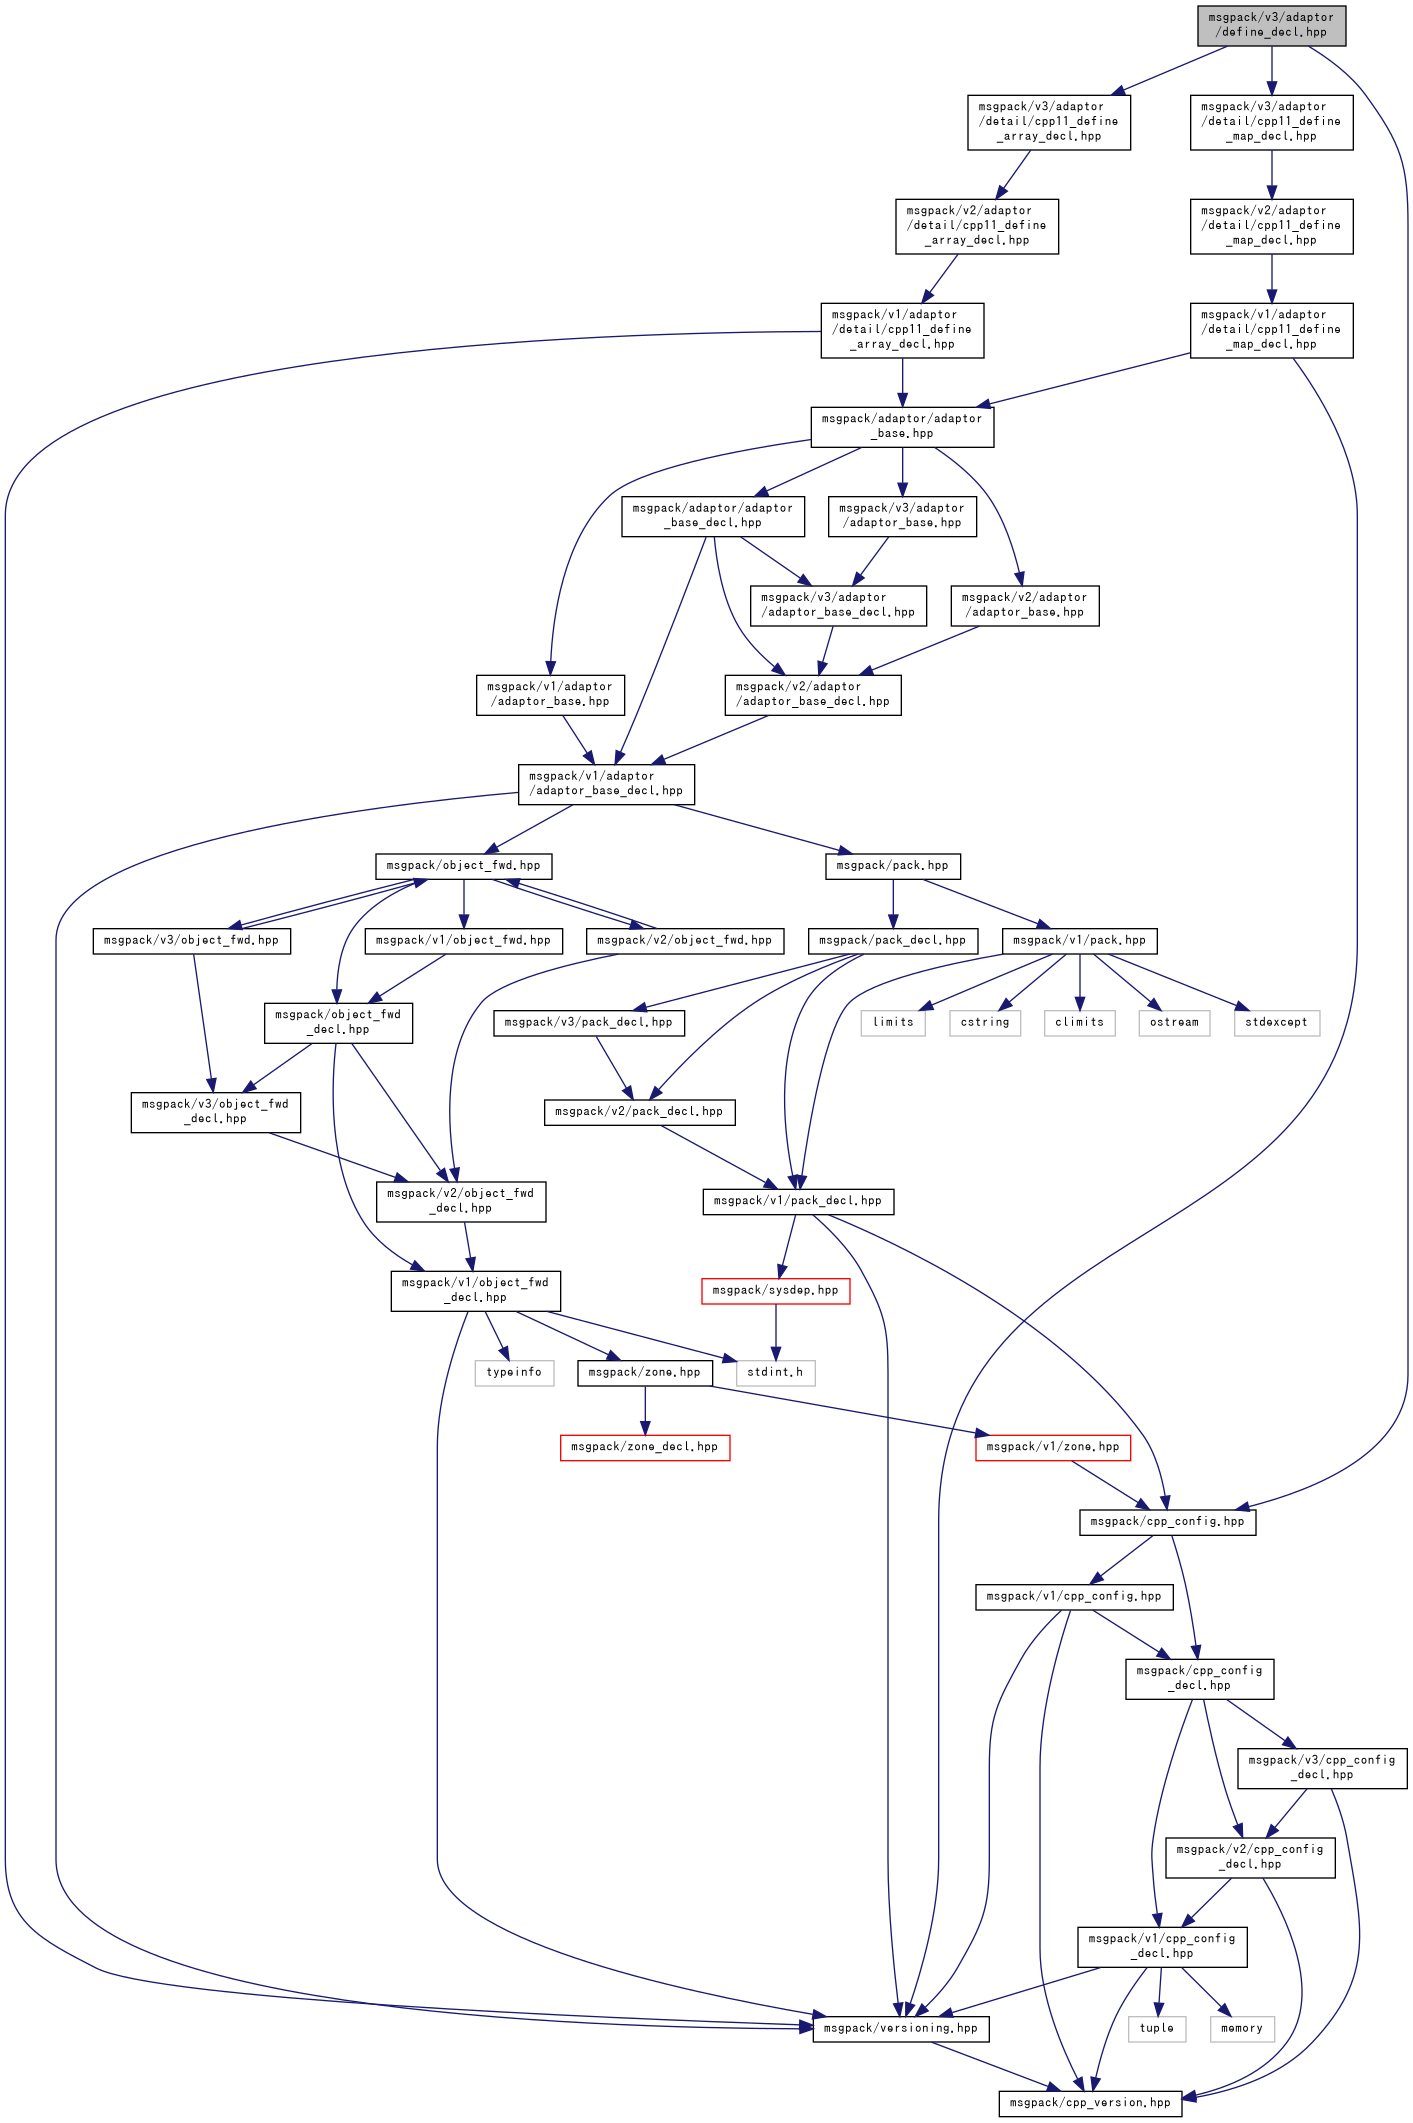 msgpack/v3/adaptor
/define_decl.hpp
msgpack/v3/adaptor
/detail/cpp11_define
_array_decl.hpp
msgpack/v3/adaptor
/detail/cpp11_define
_map_decl.hpp
msgpack/v2/adaptor
/detail/cpp11_define
_array_decl.hpp
msgpack/v2/adaptor
/detail/cpp11_define
_map_decl.hpp
msgpack/v1/adaptor
/detail/cpp11_define
_array_decl.hpp
msgpack/v1/adaptor
/detail/cpp11_define
_map_decl.hpp
msgpack/adaptor/adaptor
_base.hpp
msgpack/adaptor/adaptor
_base_decl.hpp
msgpack/v3/adaptor
/adaptor_base.hpp
msgpack/v3/adaptor
/adaptor_base_decl.hpp
msgpack/v2/adaptor
/adaptor_base.hpp
msgpack/v1/adaptor
/adaptor_base.hpp
msgpack/v2/adaptor
/adaptor_base_decl.hpp
msgpack/v1/adaptor
/adaptor_base_decl.hpp
msgpack/object_fwd.hpp
msgpack/pack.hpp
msgpack/v3/object_fwd.hpp
msgpack/v1/object_fwd.hpp
msgpack/v2/object_fwd.hpp
msgpack/pack_decl.hpp
msgpack/v1/pack.hpp
msgpack/object_fwd
_decl.hpp
msgpack/v3/pack_decl.hpp
limits
cstring
climits
ostream
stdexcept
msgpack/v3/object_fwd
_decl.hpp
msgpack/v2/pack_decl.hpp
msgpack/v2/object_fwd
_decl.hpp
msgpack/v1/pack_decl.hpp
msgpack/v1/object_fwd
_decl.hpp
msgpack/sysdep.hpp
typeinfo
msgpack/zone.hpp
stdint.h
msgpack/zone_decl.hpp
msgpack/v1/zone.hpp
msgpack/cpp_config.hpp
msgpack/v1/cpp_config.hpp
msgpack/cpp_config
_decl.hpp
msgpack/v3/cpp_config
_decl.hpp
msgpack/v2/cpp_config
_decl.hpp
msgpack/v1/cpp_config
_decl.hpp
msgpack/versioning.hpp
tuple
memory
msgpack/cpp_version.hpp